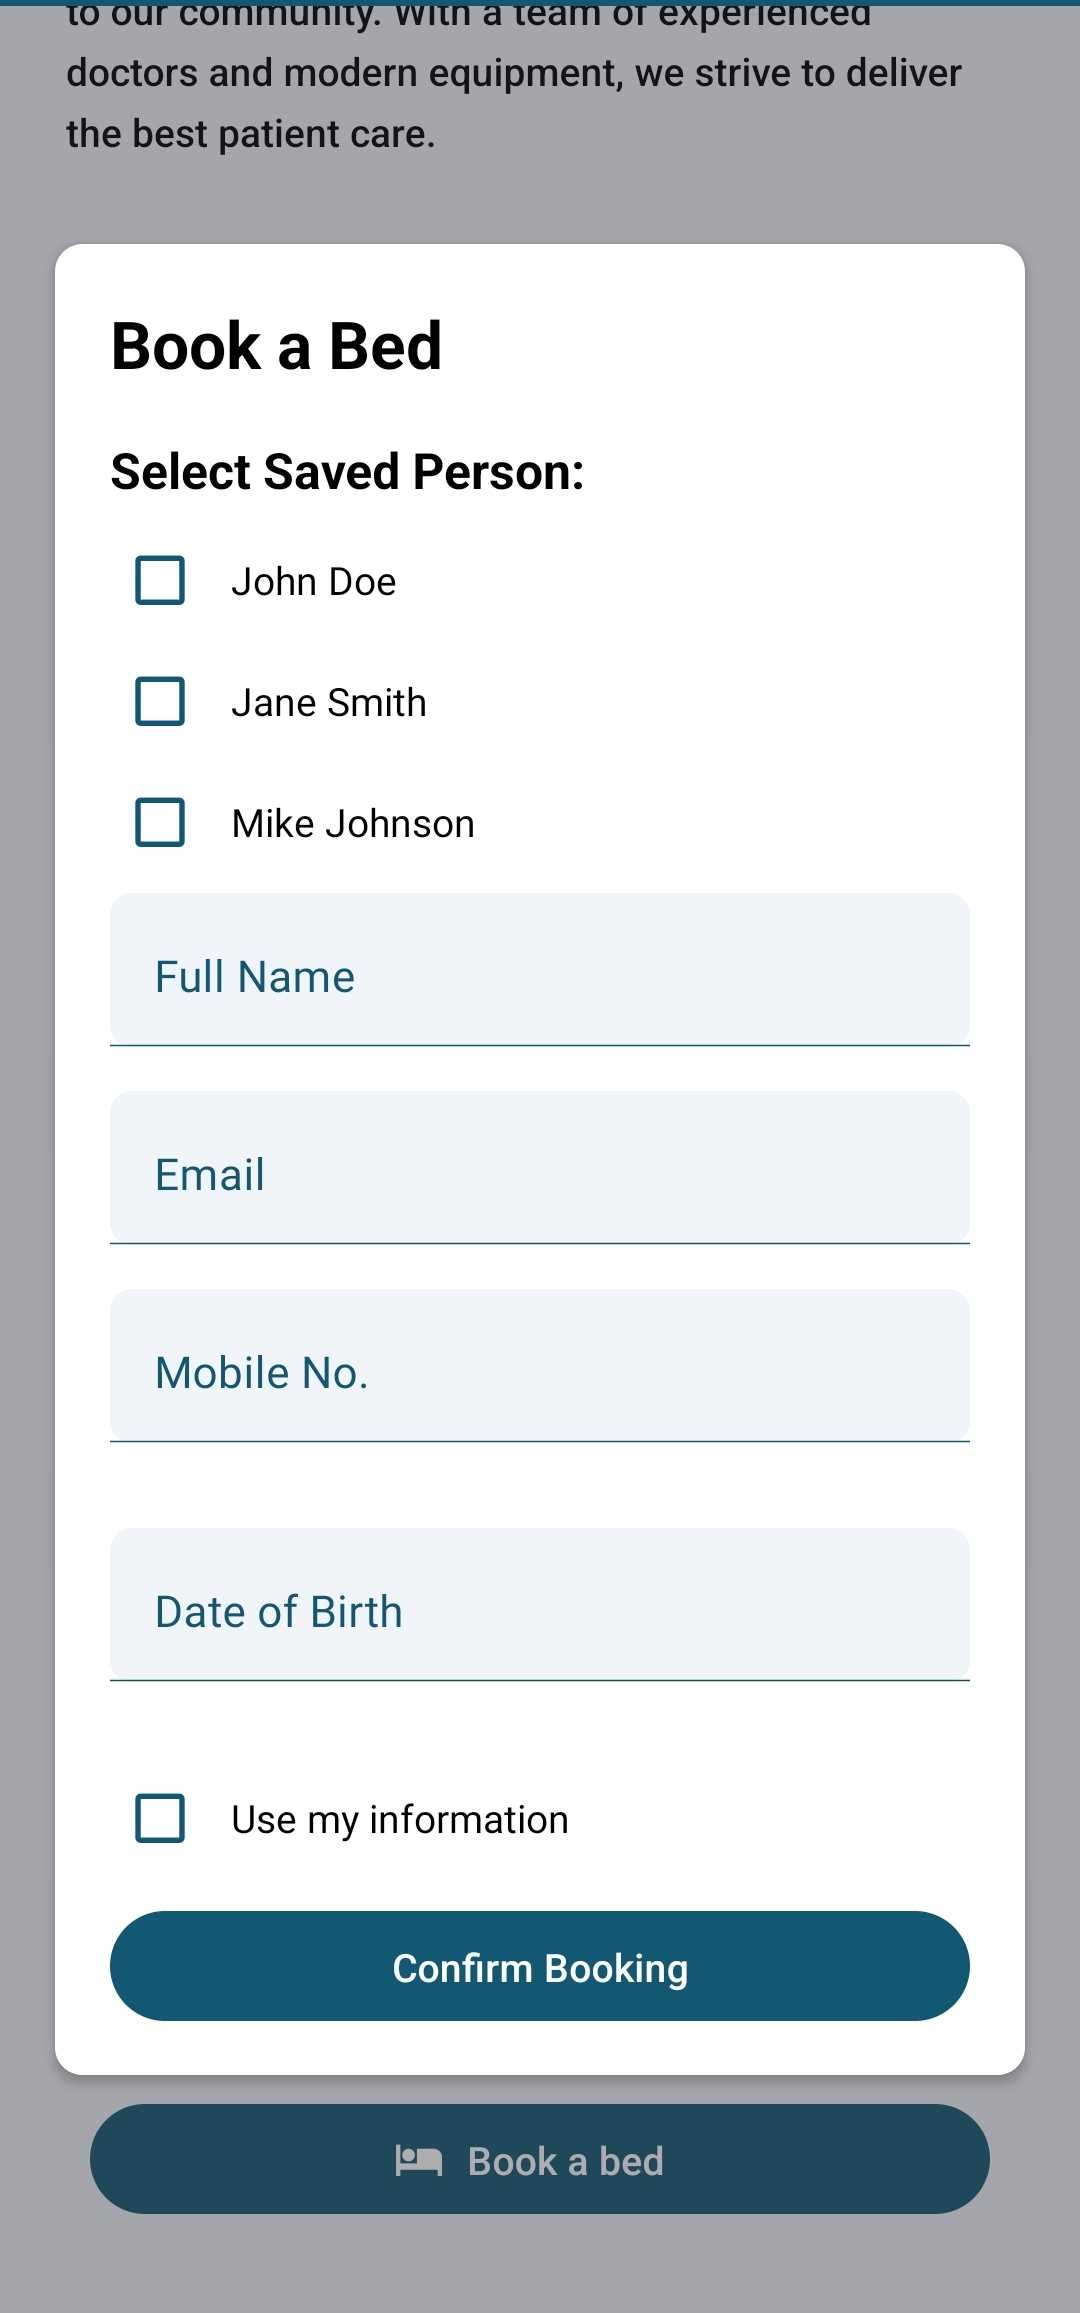 to our community. With a team of experienced
doctors and modern equipment, we strive to deliver
the best patient care.
Book a Bed
Select Saved Person:
John Doe
Jane Smith
Mike Johnson
Full Name
Email
Mobile No.
Date of Birth
Use my information
Confirm Booking
Book a bed